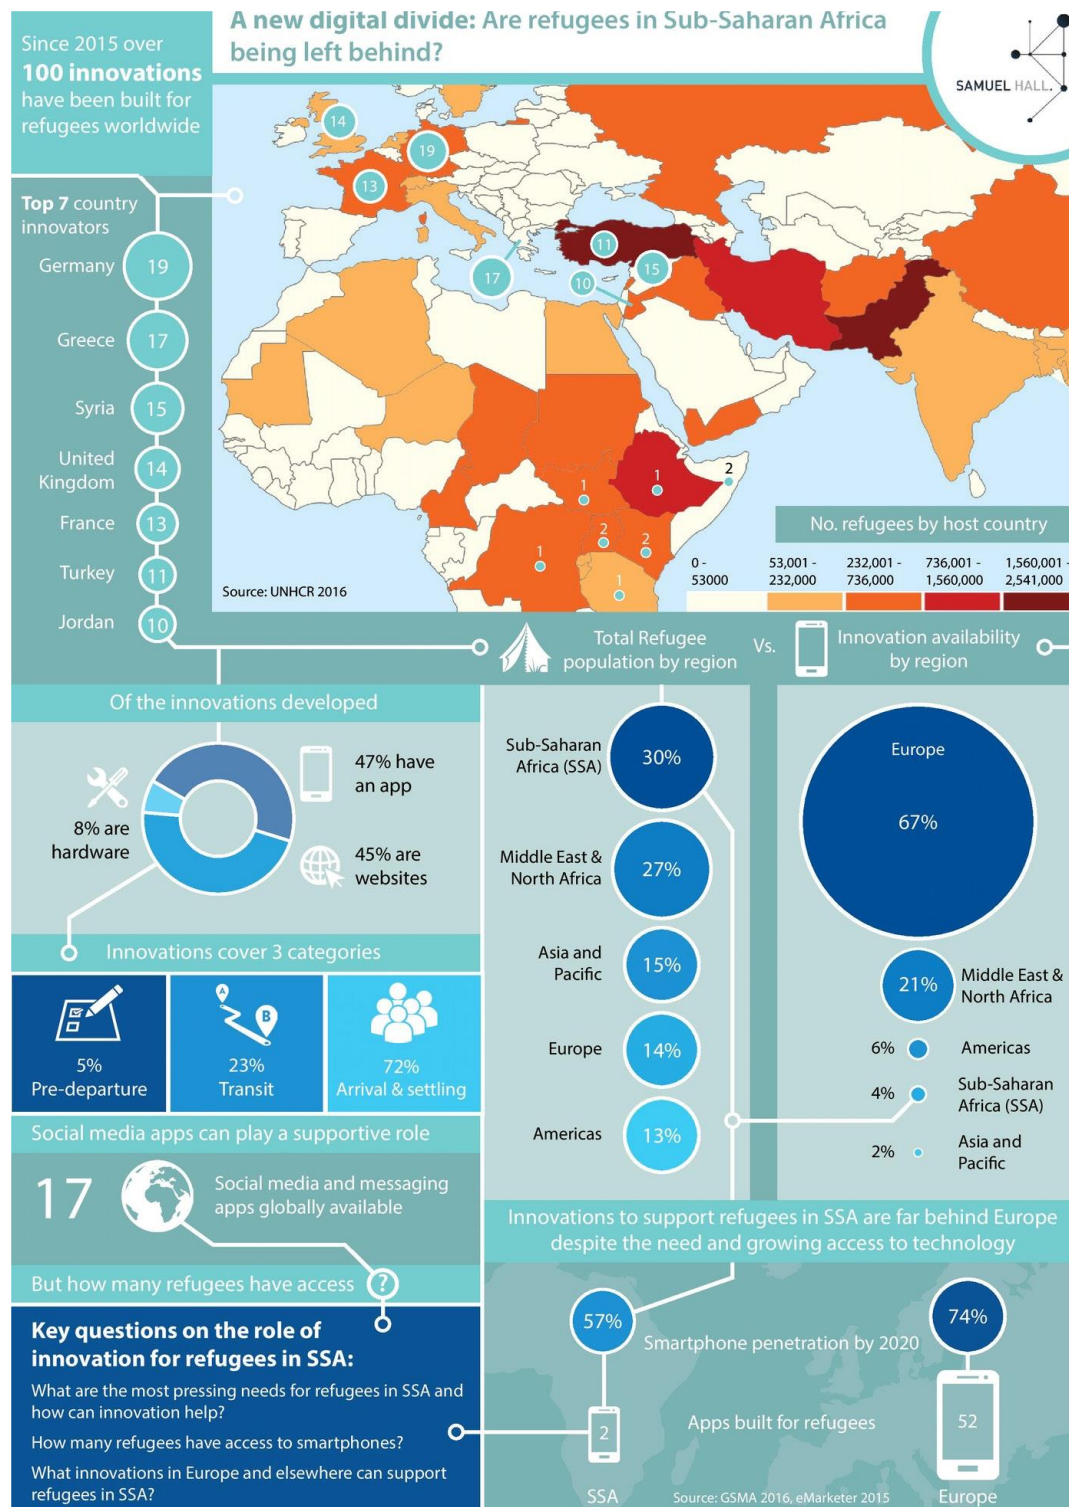 Since 2015 over
100 innovations
have been built for
refugees worldwide
A new digital divide: Are refugees in Sub-Saharan Africa
being left behind?
SAMUEL HALL.
Top 7 country
innovators
Germany 19
Greece 17
Syria 15
United
Kingdom 14
France 13
Turkey 11
Jordan 10
14
19
13
11
17
10
15
1
1
2
2
2
1
1
Source: UNHCR 2016
No. refugees by host country
0 -
53000
53,001 -
232,000
232,001 -
736,000
736,001 -
1,560,000
1,560,001 -
2,541,000
Total Refugee
population by region
Vs.
Innovation availability
by region
Of the innovations developed
47% have
an app
8% are
hardware
45% are
websites
Innovations cover 3 categories
A
B
5%
Pre-departure
23%
Transit
72%
Arrival & settling
Social media apps can play a supportive role
17
Social media and messaging
apps globally available
But how many refugees have access ?
Key questions on the role of
innovation for refugees in SSA:
What are the most pressing needs for refugees in SSA and
how can innovation help?
How many refugees have access to smartphones?
What innovations in Europe and elsewhere can support
refugees in SSA?
Sub-Saharan
Africa (SSA)
30%
Middle East &
North Africa
27%
Asia and
Pacific
15%
Europe
14%
Americas
13%
Europe
67%
21%
Middle East &
North Africa
6%
Americas
4%
Sub-Saharan
Africa (SSA)
2%
Asia and
Pacific
Innovations to support refugees in SSA are far behind Europe
despite the need and growing access to technology
57%
Smartphone penetration by 2020
74%
2
Apps built for refugees
52
SSA
Source: GSMA 2016, eMarketer 2015
Europe